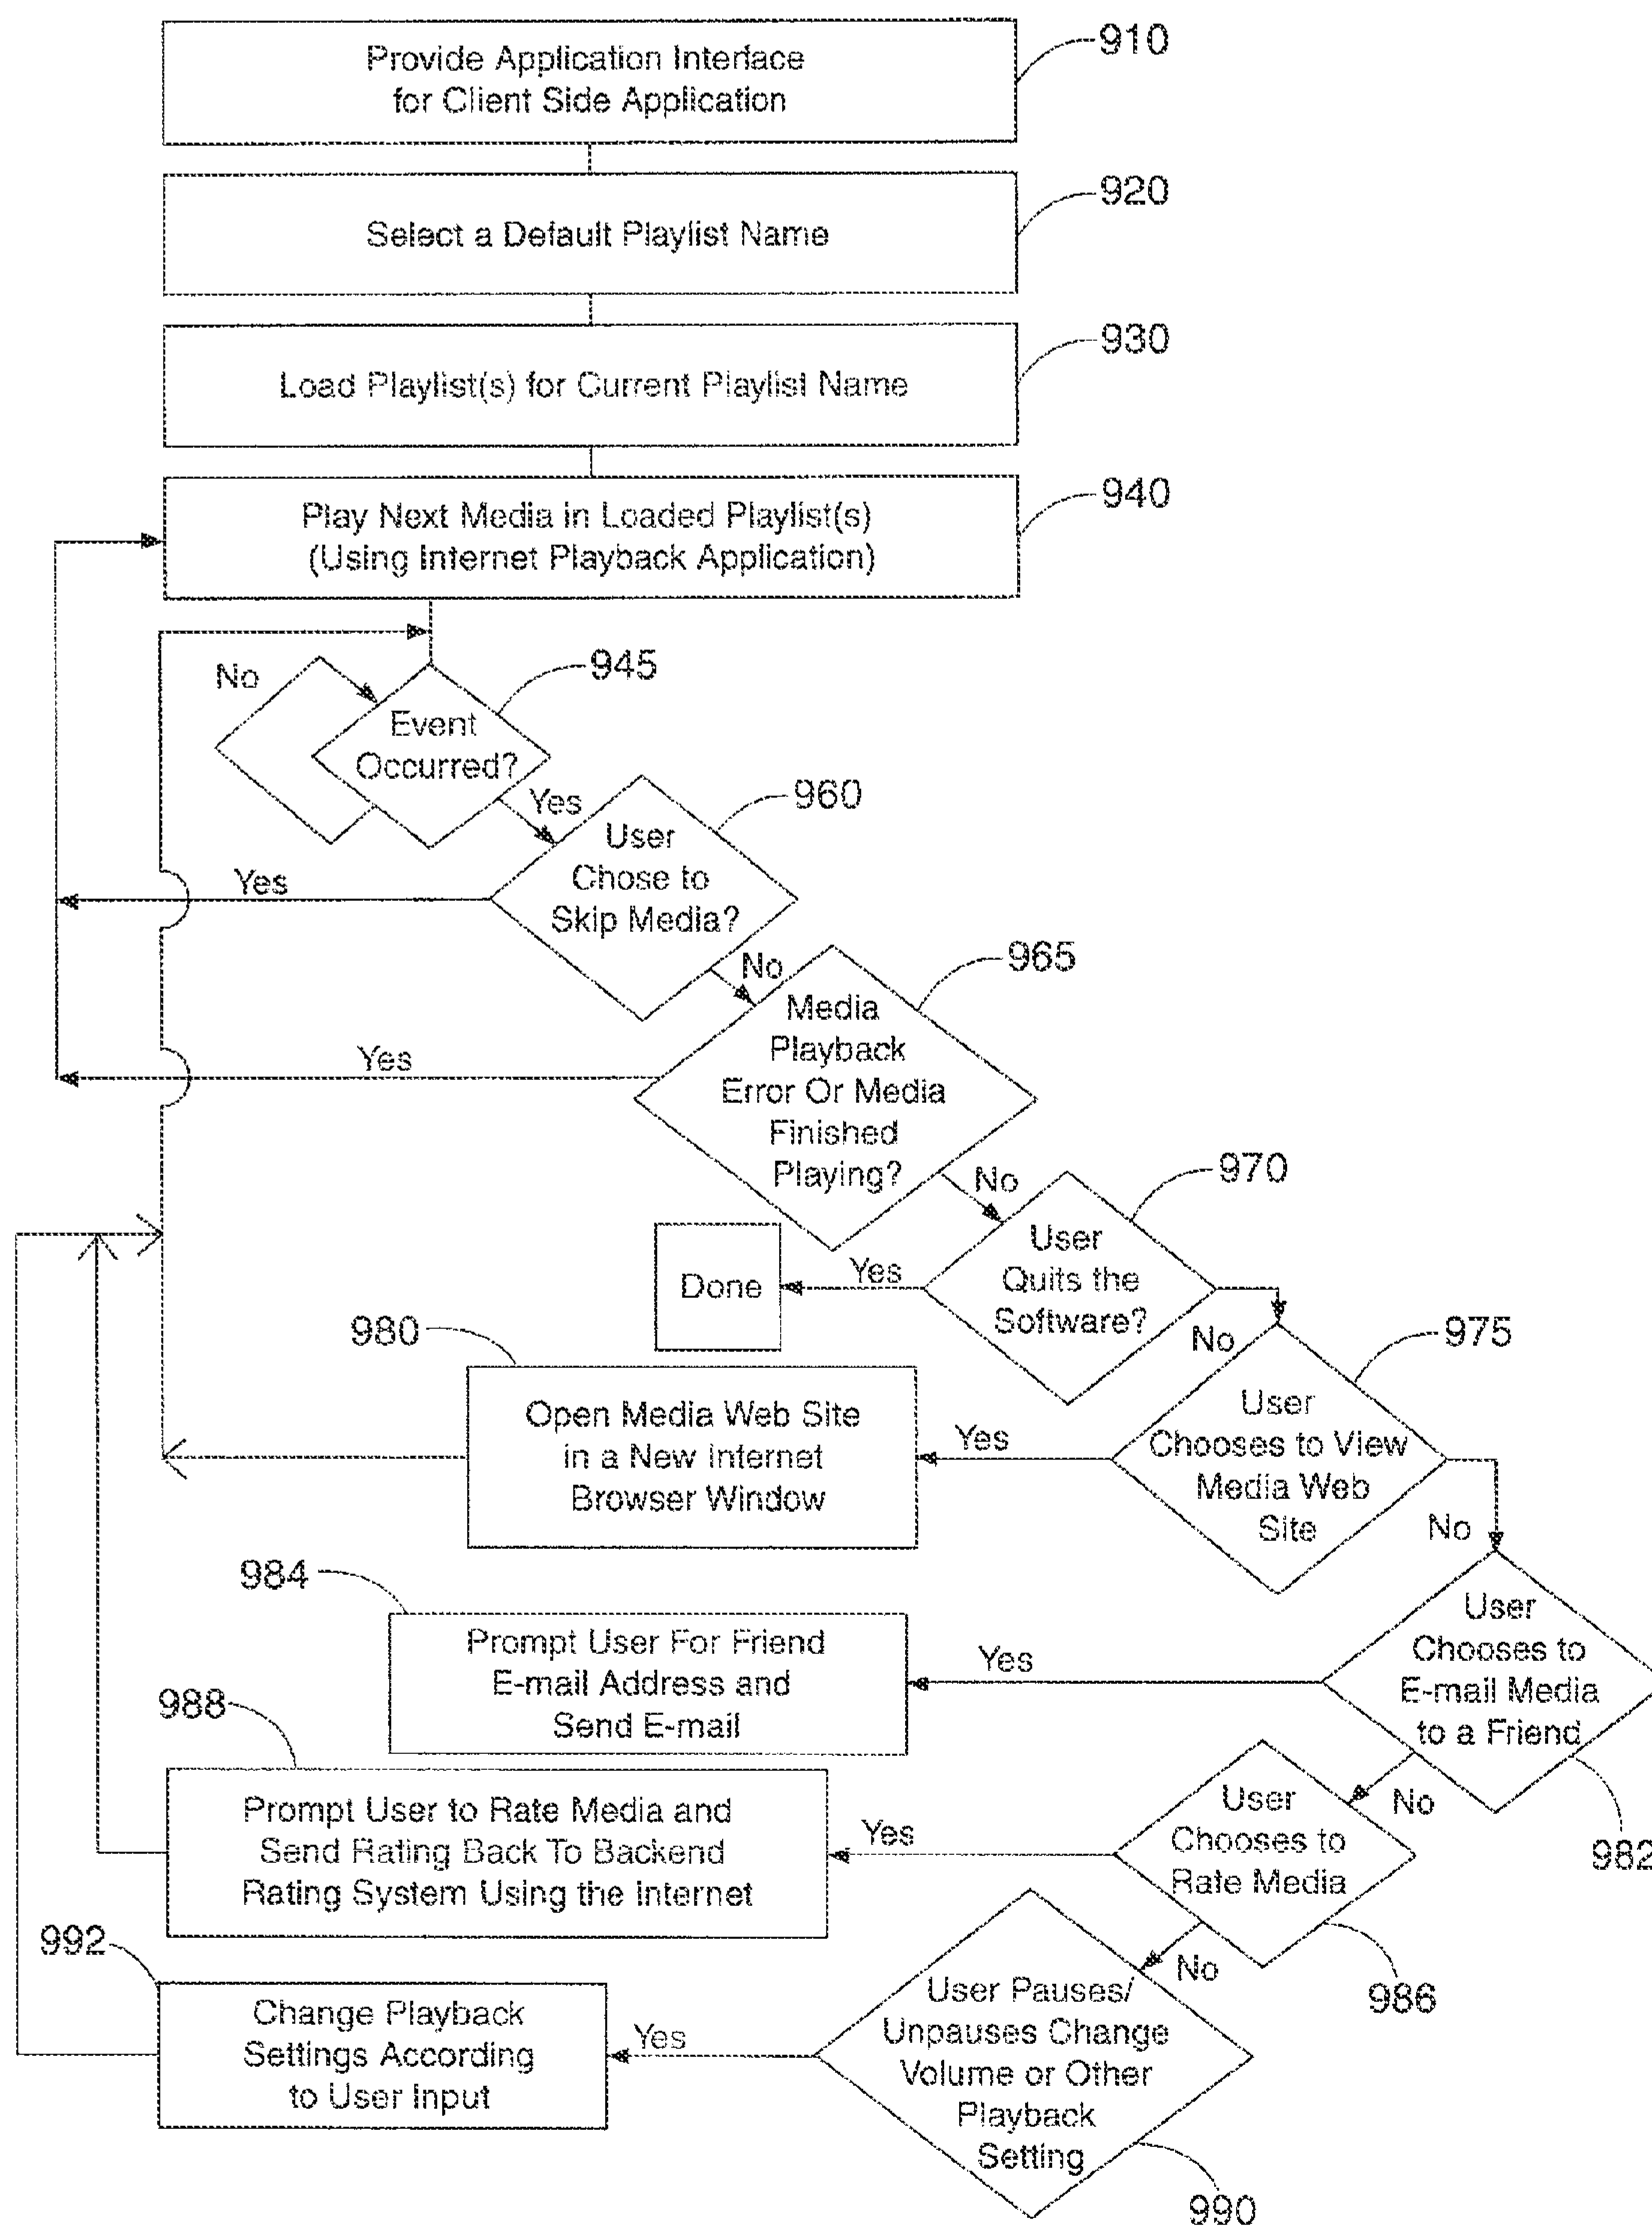 Provide Application Interface
for Client Side Application
910
Select a Default Playlist Name
920
Load Playlist(s) for Current Playlist Name
930
Play Next Media in Loaded Playlist(s)
(Using Internet Playback Application)
940
No
Event
Occurred?
945
Yes
User
Chose to
Skip Media?
960
Yes
No
Media
Playback
Error Or Media
Finished
Playing?
965
Yes
No
User
Quits the
Software?
970
Yes
Done
No
User
Chooses to View
Media Web
Site
975
Yes
980
Open Media Web Site
in a New Internet
Browser Window
No
User
Chooses to
E-mail Media
to a Friend
982
Yes
984
Prompt User For Friend
E-mail Address and
Send E-mail
No
User
Chooses to
Rate Media
986
Yes
988
Prompt User to Rate Media and
Send Rating Back To Backend
Rating System Using the Internet
No
User Pauses/
Unpauses Change
Volume or Other
Playback
Setting
990
Yes
992
Change Playback
Settings According
to User Input